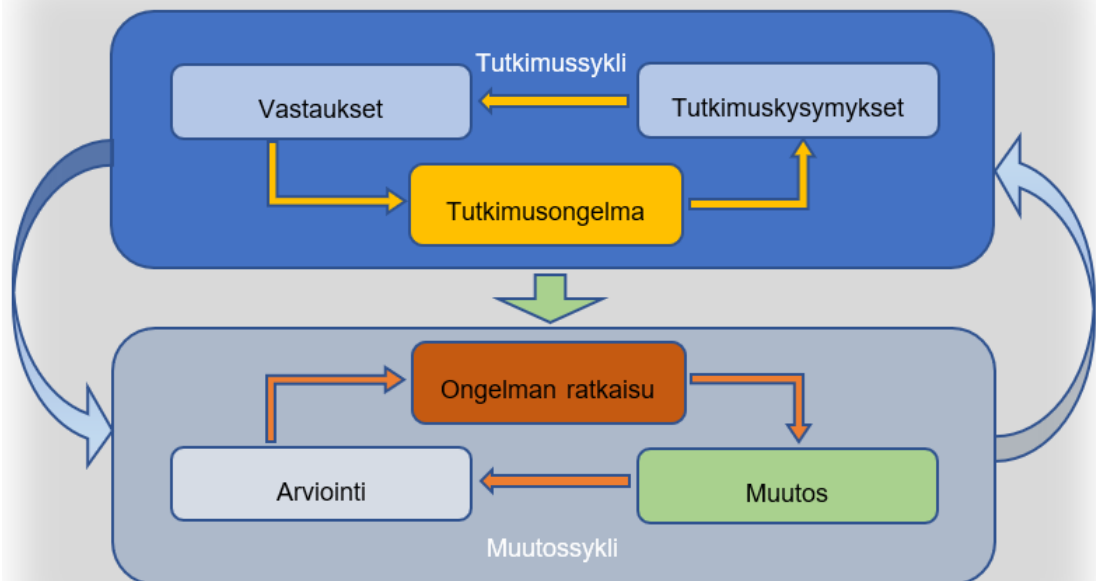 Tutkimussykli
Vastaukset
Tutkimuskysymykset
Tutkimusongelma
Ongelman ratkaisu
Arviointi
Muutos
Muutossykli